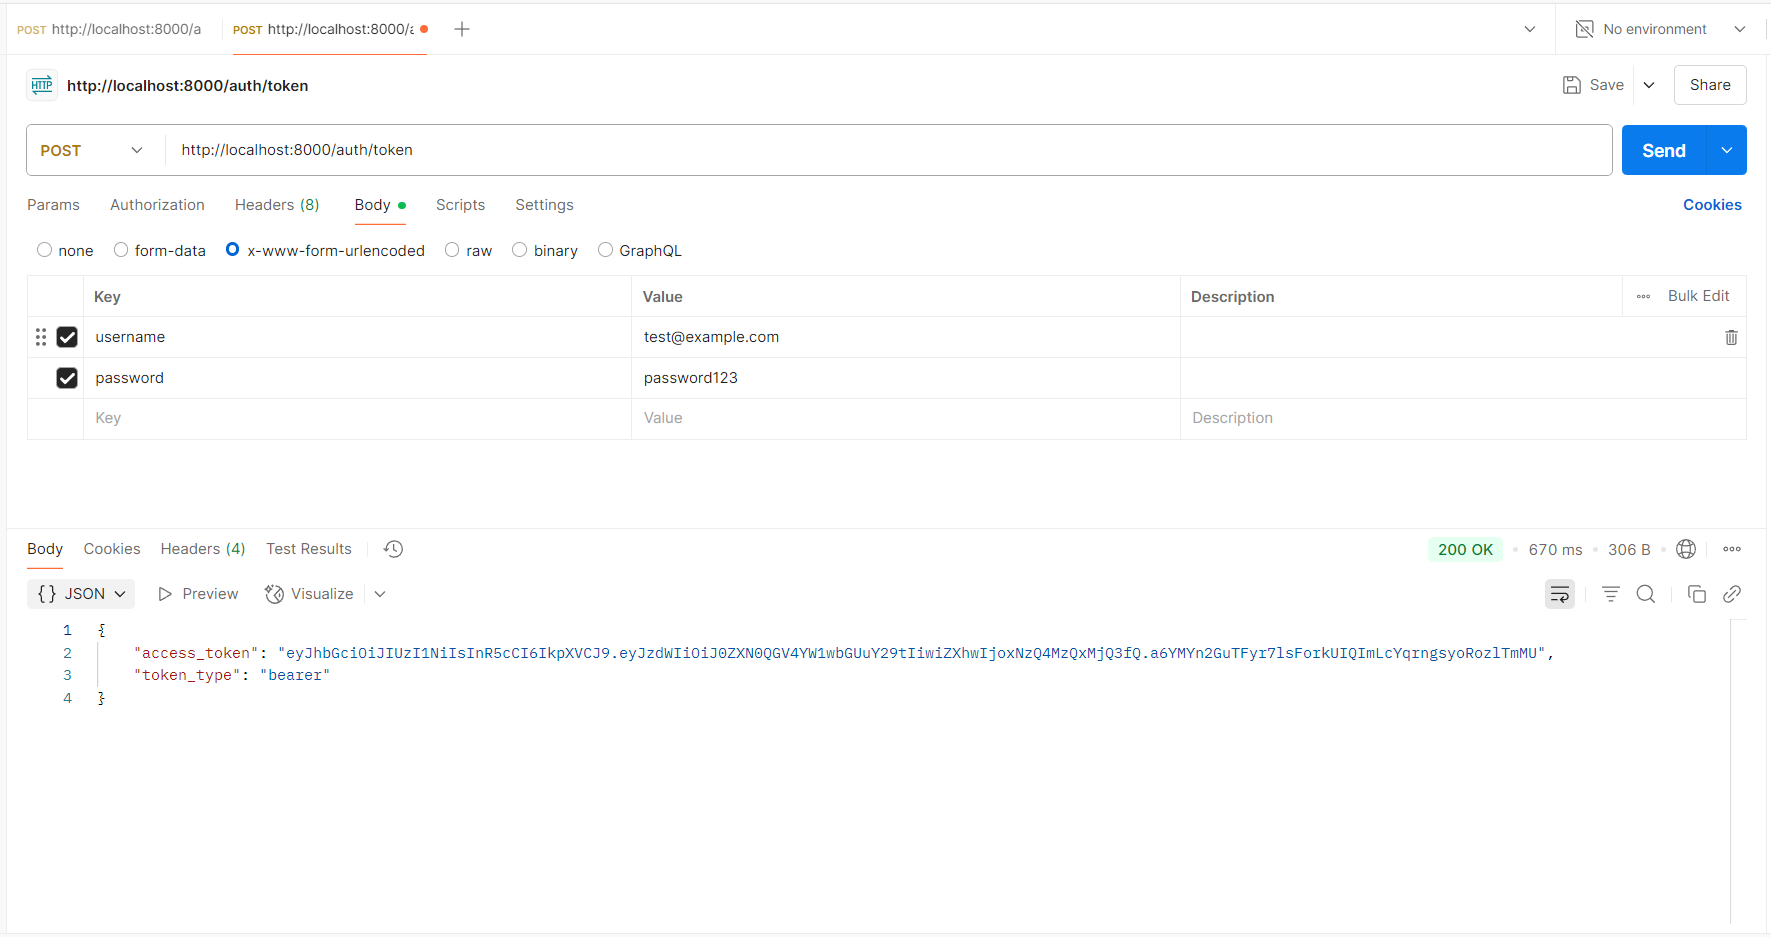 POST http://localhost:8000/a POST http://localhost:8000/a No environment
HTTP http://localhost:8000/auth/token Save Share
POST http://localhost:8000/auth/token Send
Params Authorization Headers (8) Body Scripts Settings Cookies
none form-data x-www-form-urlencoded raw binary GraphQL
Key Value Description Bulk Edit
username test@example.com
password password123
Key Value Description
Body Cookies Headers (4) Test Results 200 OK 670 ms 306 B
{} JSON Preview Visualize
1 {
2 "access_token": "eyJhbGciOiJIUzI1NiIsInR5cCI6IkpXVCJ9.eyJzdWIiOiJ0ZXN0QGV4YW1wbGUuY29tIiwiZXhwIjoxNzQ4MzQxMjQ3fQ.a6YMYn2GuTFyr7lsForkUIQImLcYqrngsyoRozlTmMU",
3 "token_type": "bearer"
4 }